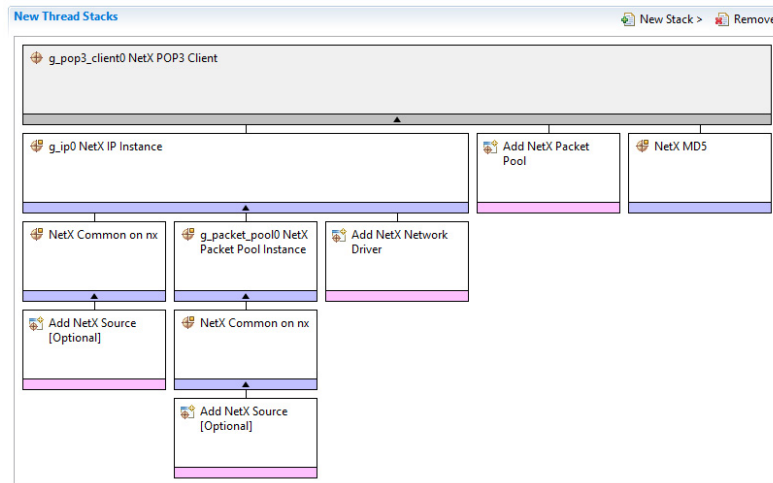 New Thread Stacks
New Stack >
Remove
g_pop3_client0 NetX POP3 Client
g_ip0 NetX IP Instance
Add NetX Packet
Pool
NetX MD5
NetX Common on nx
g_packet_pool0 NetX
Packet Pool Instance
Add NetX Network
Driver
Add NetX Source
[Optional]
NetX Common on nx
Add NetX Source
[Optional]